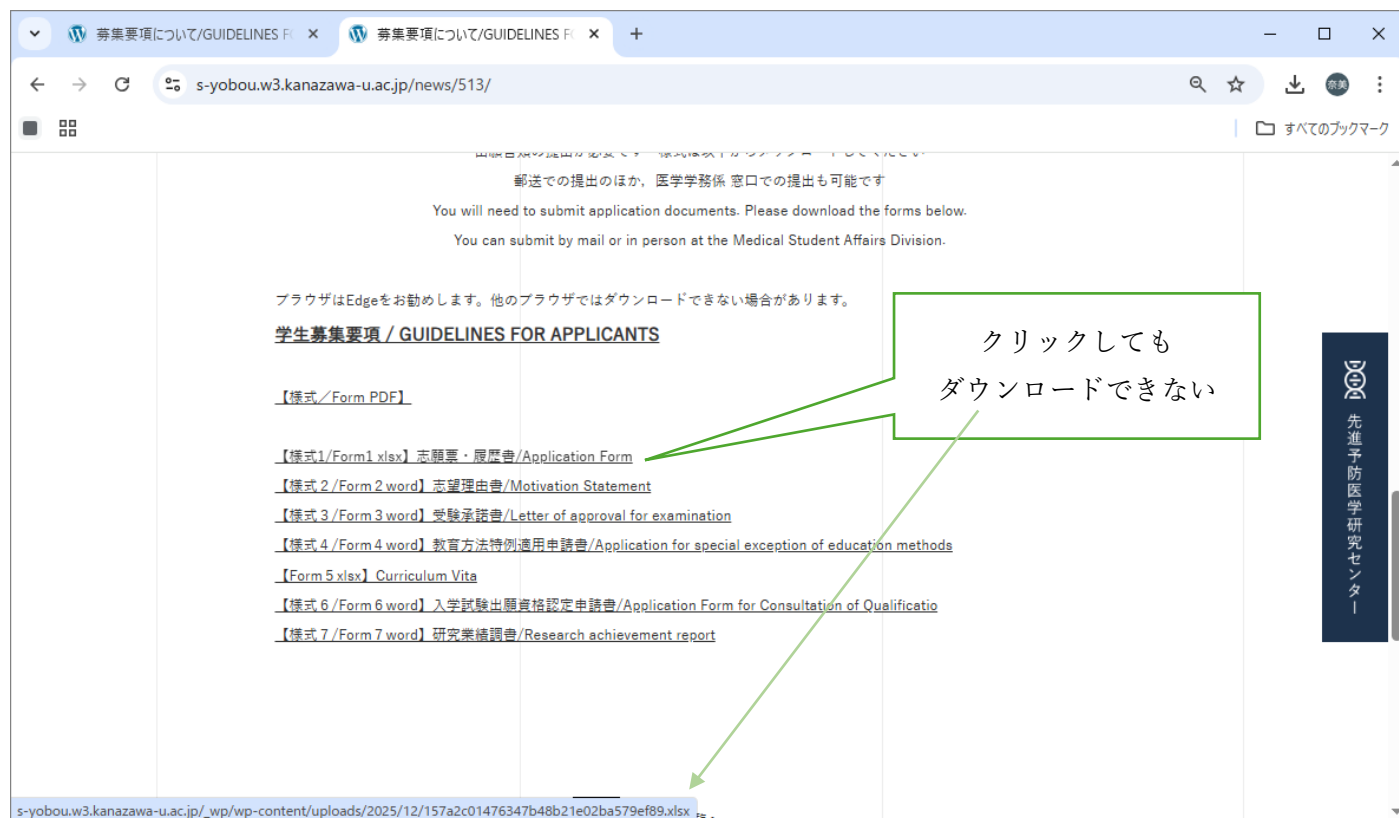 募集要項について/GUIDELINES FO
募集要項について/GUIDELINES FO
s-yobou.w3.kanazawa-u.ac.jp/news/513/
奈美
すべてのブックマーク
郵送での提出のほか，医学学務係 窓口での提出も可能です
You will need to submit application documents. Please download the forms below.
You can submit by mail or in person at the Medical Student Affairs Division.
ブラウザはEdgeをお勧めします。他のブラウザではダウンロードできない場合があります。
学生募集要項 / GUIDELINES FOR APPLICANTS
クリックしても
ダウンロードできない
【様式／Form PDF】
【様式1/Form1 xlsx】志願票・履歴書/Application Form
【様式２/Form２word】志望理由書/Motivation Statement
【様式３/Form３word】受験承諾書/Letter of approval for examination
【様式４/Form４word】教育方法特例適用申請書/Application for special exception of education methods
【Form５xlsx】Curriculum Vita
【様式６/Form６word】入学試験出願資格認定申請書/Application Form for Consultation of Qualificatio
【様式７/Form７word】研究業績調書/Research achievement report
先進予防医学研究センター
s-yobou.w3.kanazawa-u.ac.jp/_wp/wp-content/uploads/2025/12/157a2c01476347b48b21e02ba579ef89.xlsx